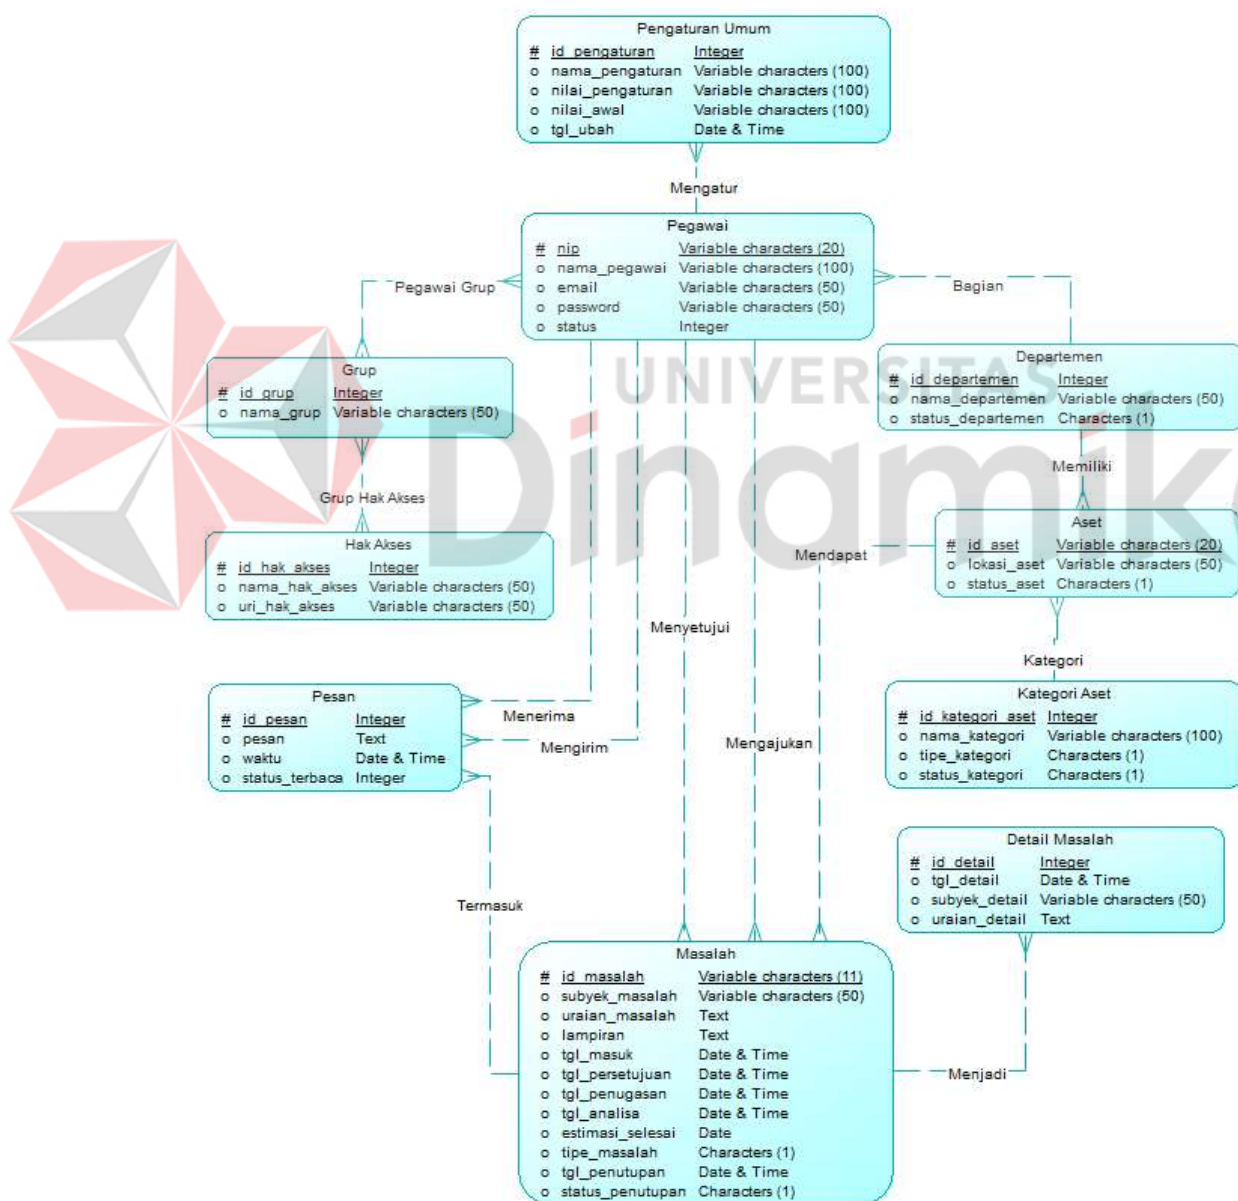 Pengaturan Umum
# id_pengaturan Integer
o nama_pengaturan Variable characters (100)
o nilai_pengaturan Variable characters (100)
o nilai_awal Variable characters (100)
o tgl_ubah Date & Time
Mengatur
Pegawai
# nip Variable characters (20)
o nama_pegawai Variable characters (100)
o email Variable characters (50)
o password Variable characters (50)
o status Integer
Pegawai Grup
Bagian
Grup
# id_grup Integer
o nama_grup Variable characters (50)
UNIVERSITAS
Dinamika
Departemen
# id_departemen Integer
o nama_departemen Variable characters (50)
o status_departemen Characters (1)
Memiliki
Grup Hak Akses
Hak Akses
# id_hak_akses Integer
o nama_hak_akses Variable characters (50)
o uri_hak_akses Variable characters (50)
Aset
# id_aset Variable characters (20)
o lokasi_aset Variable characters (50)
o status_aset Characters (1)
Mendapat
Menyetujui
Kategori
Kategori Aset
# id_kategori_aset Integer
o nama_kategori Variable characters (100)
o tipe_kategori Characters (1)
o status_kategori Characters (1)
Pesan
# id_pesan Integer
o pesan Text
o waktu Date & Time
o status_terbaca Integer
Menerima
Mengirim
Mengajukan
Detail Masalah
# id_detail Integer
o tgl_detail Date & Time
o subyek_detail Variable characters (50)
o uraian_detail Text
Termasuk
Masalah
# id_masalah Variable characters (11)
o subyek_masalah Variable characters (50)
o uraian_masalah Text
o lampiran Text
o tgl_masuk Date & Time
o tgl_persetujuan Date & Time
o tgl_penugasan Date & Time
o tgl_analisa Date & Time
o estimasi_selesai Date
o tipe_masalah Characters (1)
o tgl_penutupan Date & Time
o status_penutupan Characters (1)
Menjadi